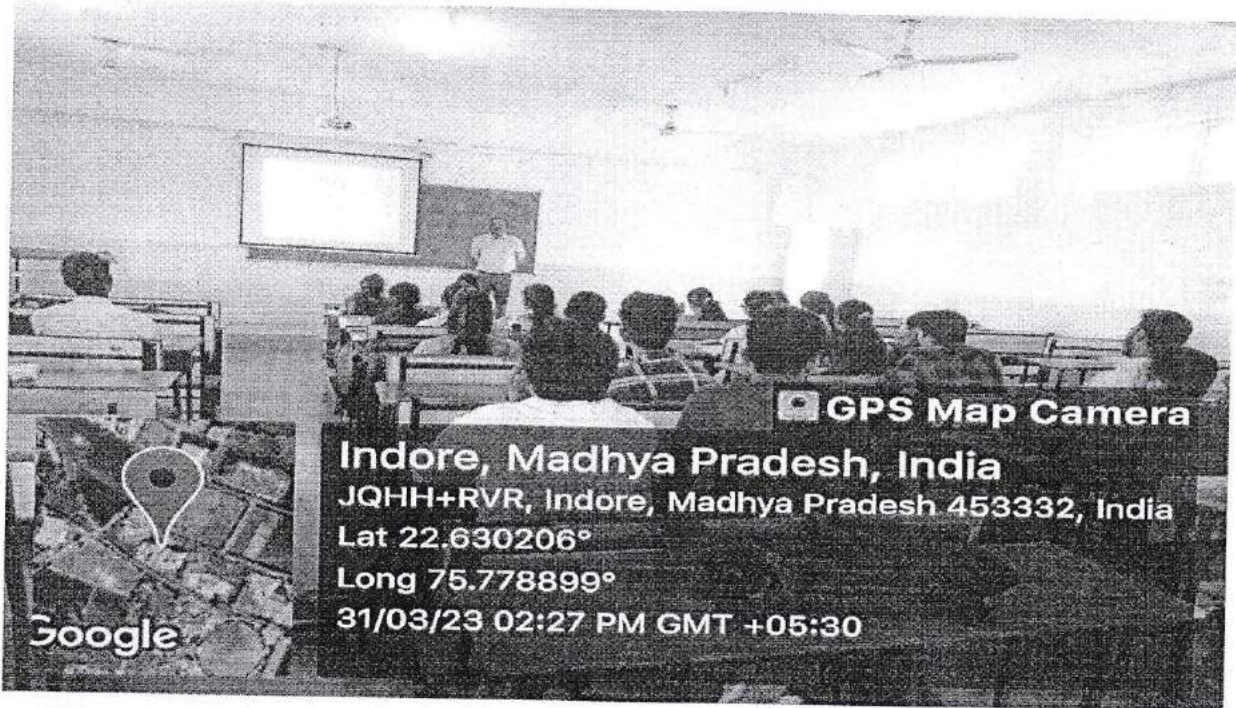 GPS Map Camera
Indore, Madhya Pradesh, India
JQHH+RVR, Indore, Madhya Pradesh 453332, India
Lat 22.630206°
Long 75.778899°
31/03/23 02:27 PM GMT +05:30
Google